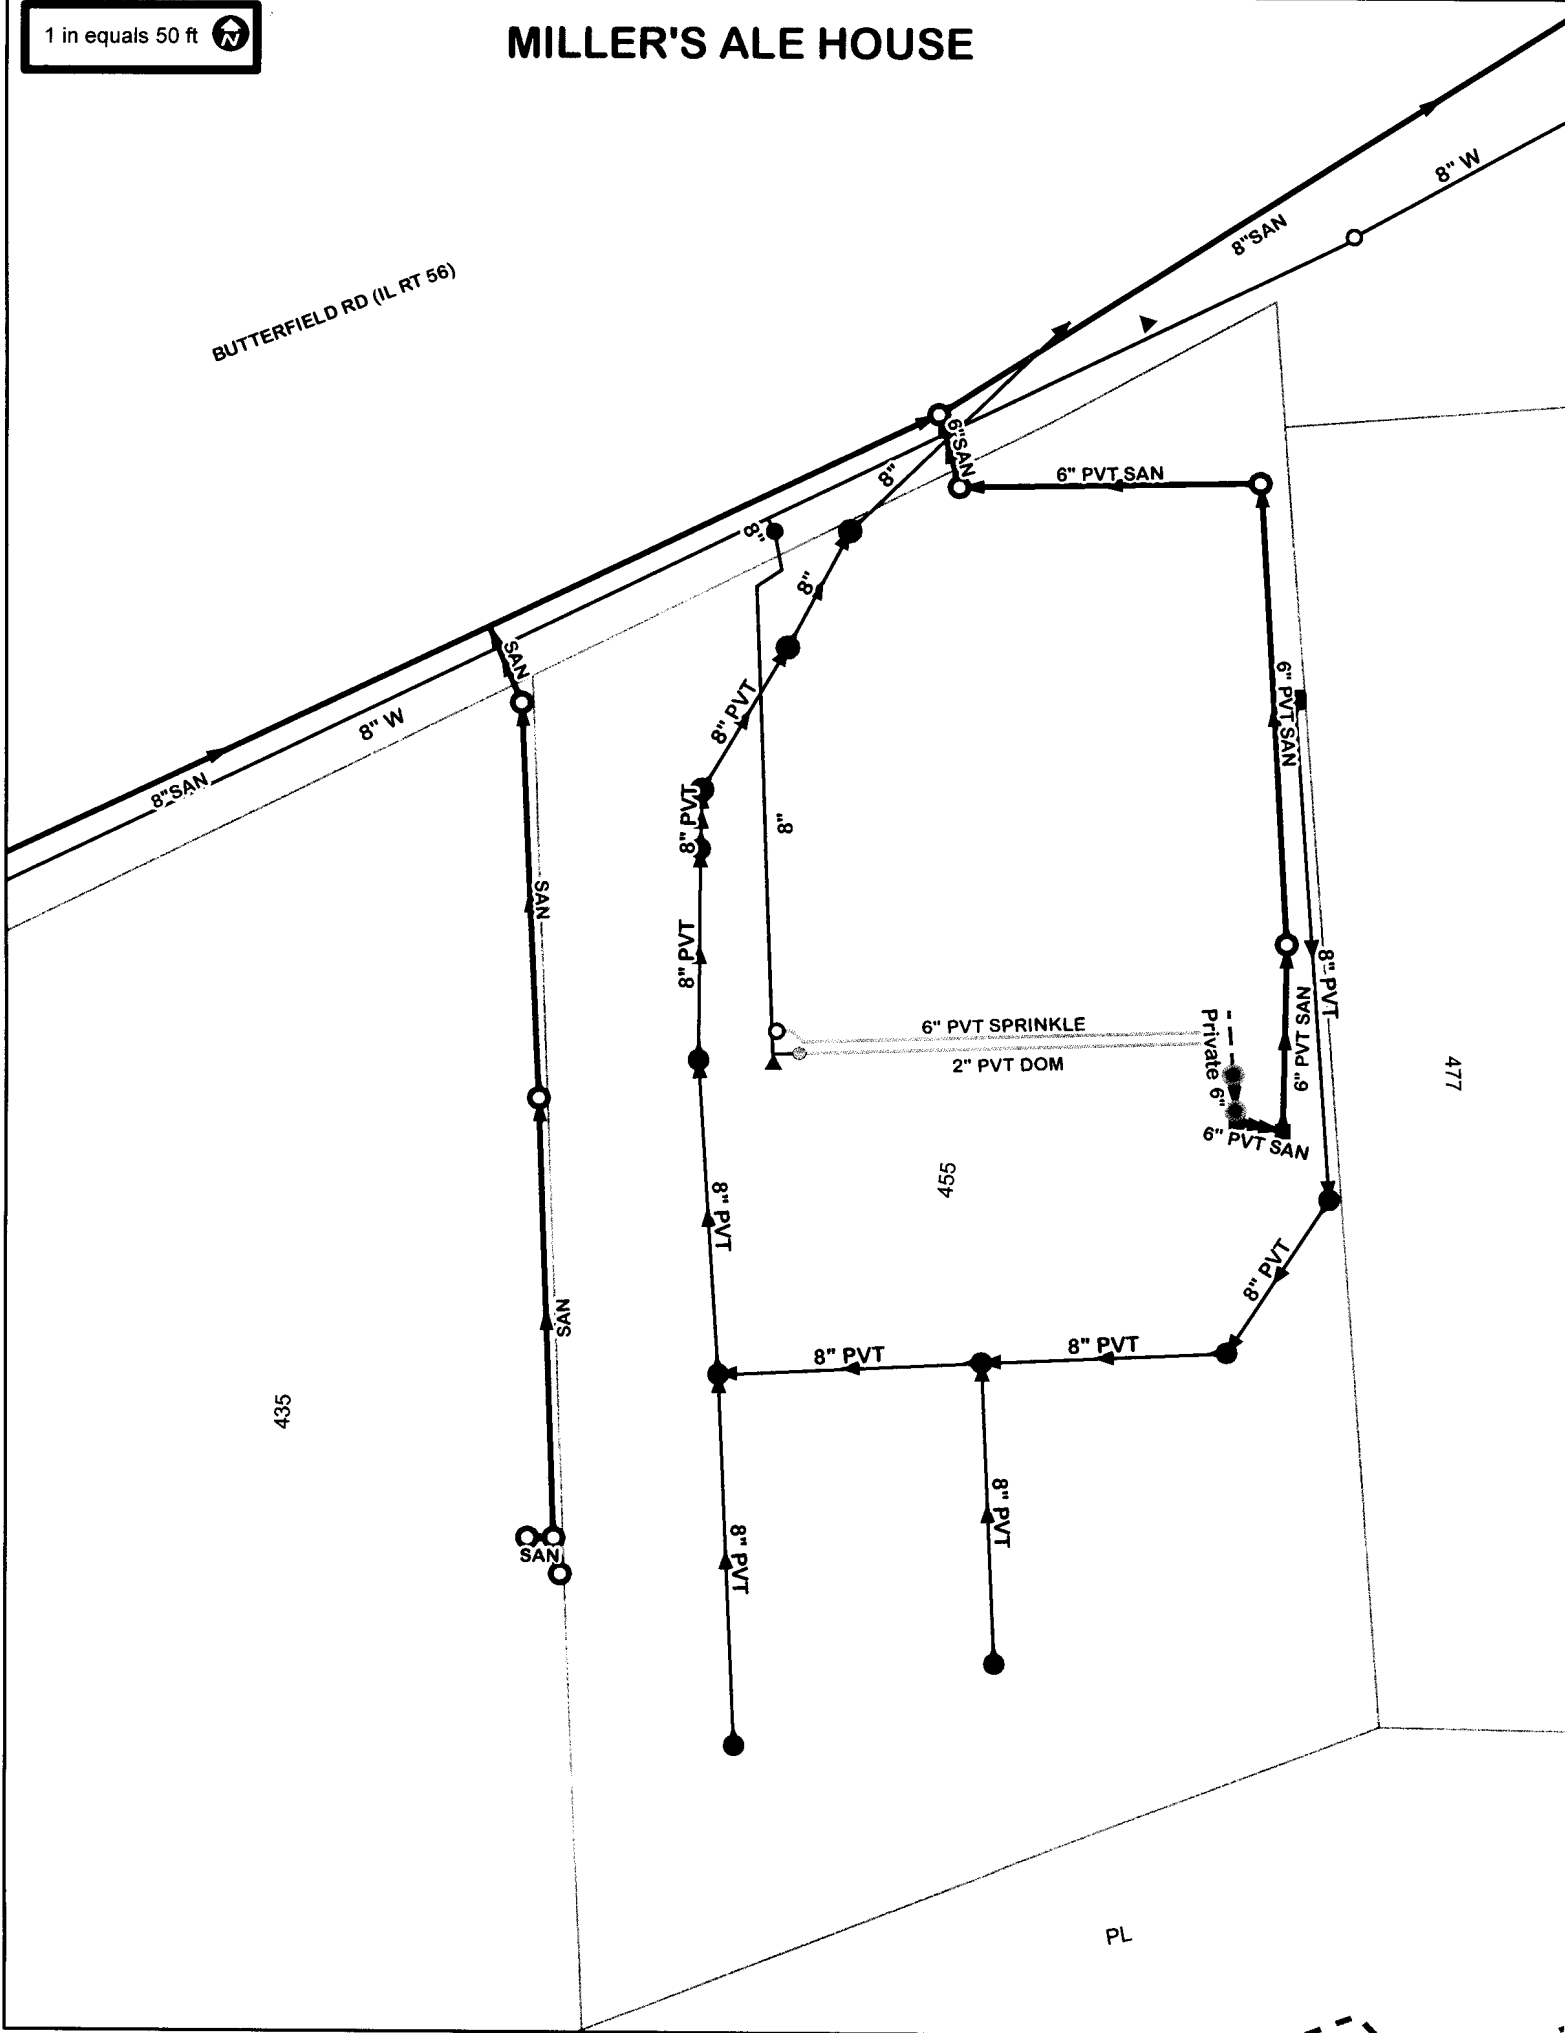 1 in equals 50 ft
N
MILLER'S ALE HOUSE
8" W
8"SAN
BUTTERFIELD RD (IL RT 56)
6"SAN
8"
6" PVT SAN
8"
8"
SAN
6" PVT SAN
8" PVT
8" W
8"SAN
8" PVT
8"
SAN
8" PVT
8" PVT
6" PVT SPRINKLE
Private 6"
6" PVT SAN
2" PVT DOM
477
6" PVT SAN
455
8" PVT
8" PVT
SAN
8" PVT
8" PVT
435
8" PVT
8" PVT
SAN
PL